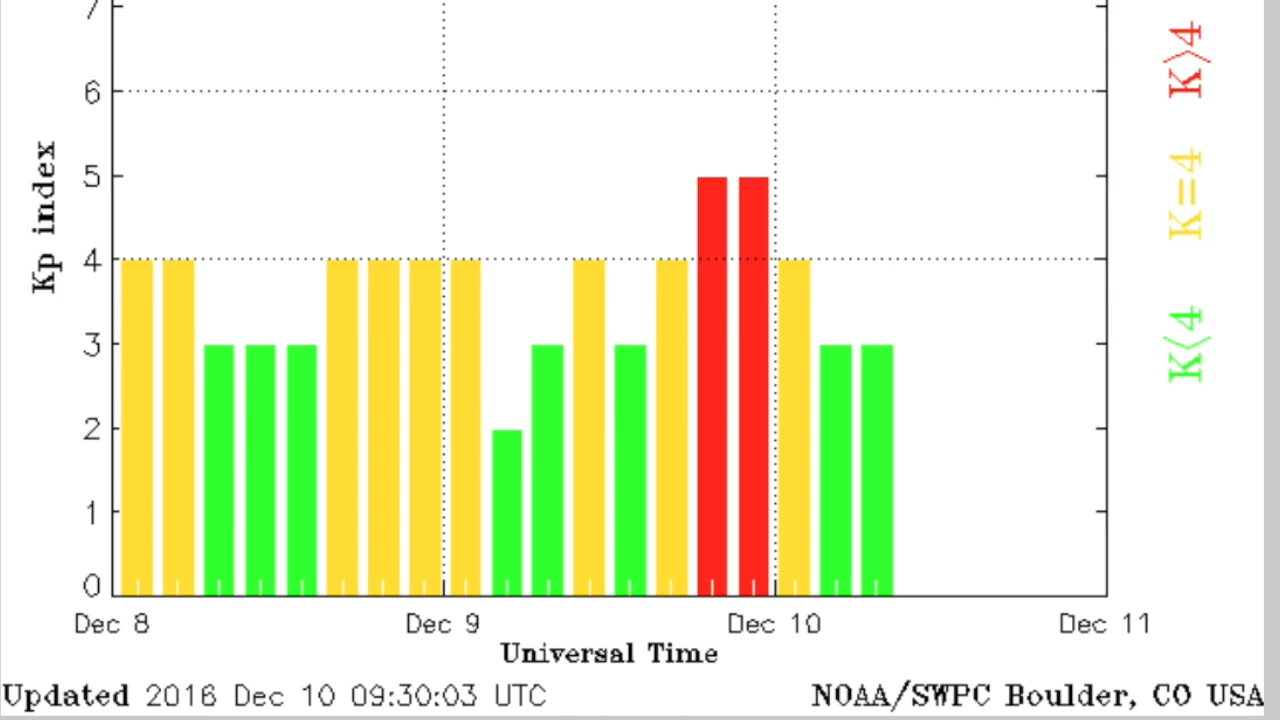 7
6
5
4
3
2
1
0
Kp index
Dec 8
Dec 9
Dec 10
Dec 11
Universal Time
K<4 K=4 K>4
Updated 2016 Dec 10 09:30:03 UTC
NOAA/SWPC Boulder, CO USA